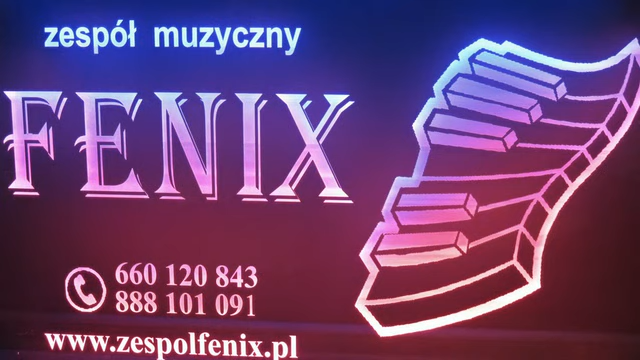 zespół muzyczny
FENIX
660 120 843
888 101 091
www.zespolfenix.pl